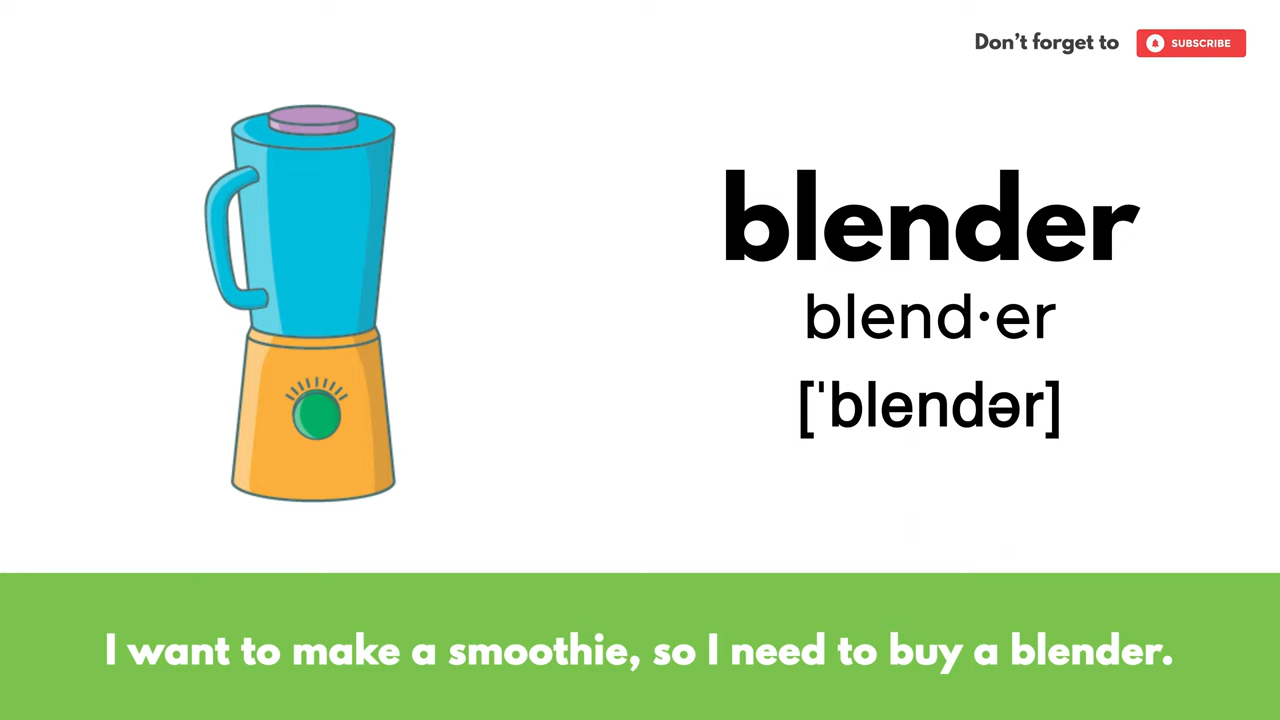 Don't forget to SUBSCRIBE
blender
blend·er
[ˈblendər]
I want to make a smoothie, so I need to buy a blender.